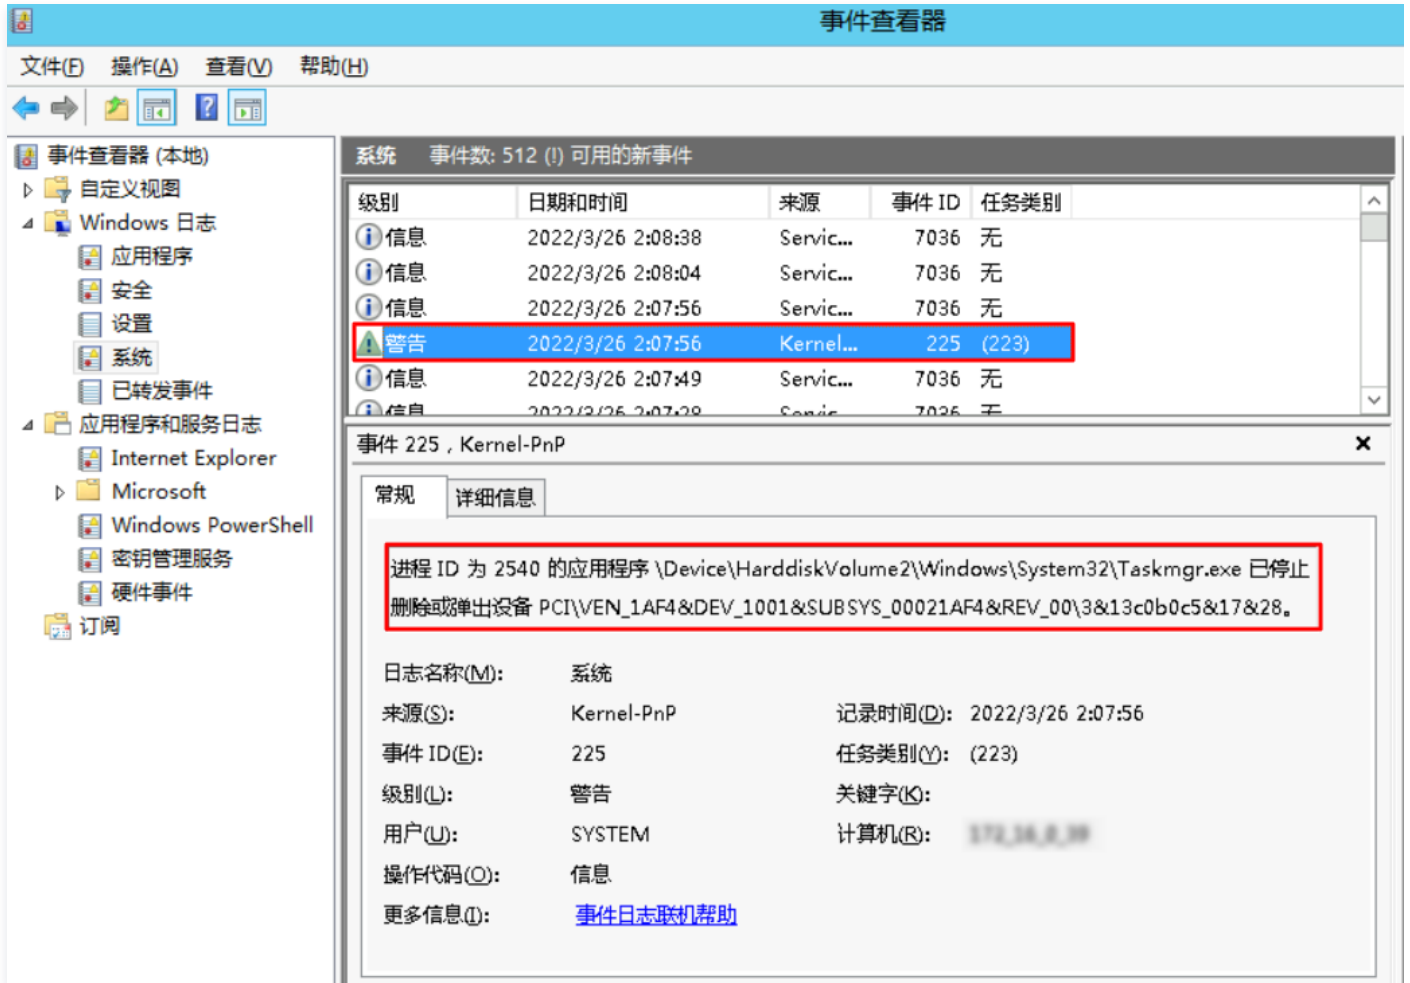 事件查看器
文件(F) 操作(A) 查看(V) 帮助(H)
事件查看器 (本地)
自定义视图
Windows 日志
应用程序
安全
设置
系统
已转发事件
应用程序和服务日志
Internet Explorer
Microsoft
Windows PowerShell
密钥管理服务
硬件事件
订阅
系统 事件数: 512 (!) 可用的新事件
级别 日期和时间 来源 事件 ID 任务类别
信息 2022/3/26 2:08:38 Servic... 7036 无
信息 2022/3/26 2:08:04 Servic... 7036 无
信息 2022/3/26 2:07:56 Servic... 7036 无
警告 2022/3/26 2:07:56 Kernel... 225 (223)
信息 2022/3/26 2:07:49 Servic... 7036 无
信息 2022/3/26 2:07:29 Servic 7036 无
事件 225，Kernel-PnP
常规 详细信息
进程 ID 为 2540 的应用程序 \Device\HarddiskVolume2\Windows\System32\Taskmgr.exe 已停止
删除或弹出设备 PCI\VEN_1AF4&DEV_1001&SUBSYS_00021AF4&REV_00\3&13c0b0c5&17&28。
日志名称(M): 系统
来源(S): Kernel-PnP 记录时间(D): 2022/3/26 2:07:56
事件 ID(E): 225 任务类别(Y): (223)
级别(L): 警告 关键字(K):
用户(U): SYSTEM 计算机(R):
操作代码(O): 信息
更多信息(I): 事件日志联机帮助